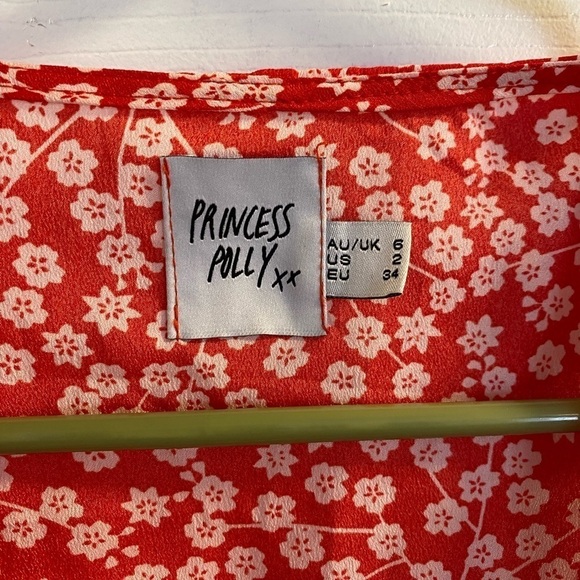 PRINCESS
POLLY xx
AU/UK 6
US 2
EU 34